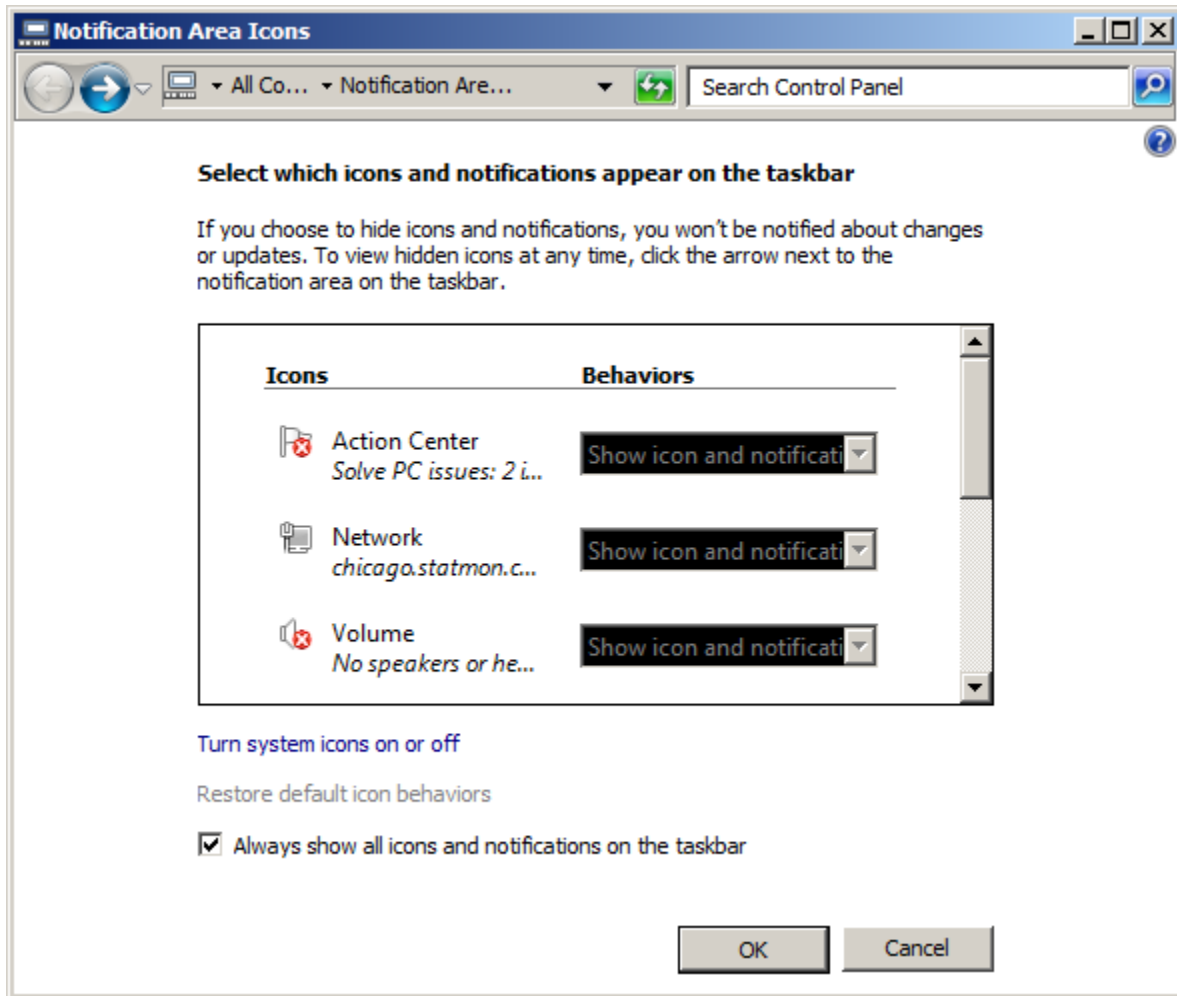 Notification Area Icons
All Co... Notification Are... Search Control Panel
Select which icons and notifications appear on the taskbar
If you choose to hide icons and notifications, you won't be notified about changes
or updates. To view hidden icons at any time, click the arrow next to the
notification area on the taskbar.
Icons Behaviors
Action Center Show icon and notificati
Solve PC issues: 2 i...
Network Show icon and notificati
chicago.statmon.c...
Volume Show icon and notificati
No speakers or he...
Turn system icons on or off
Restore default icon behaviors
Always show all icons and notifications on the taskbar
OK Cancel